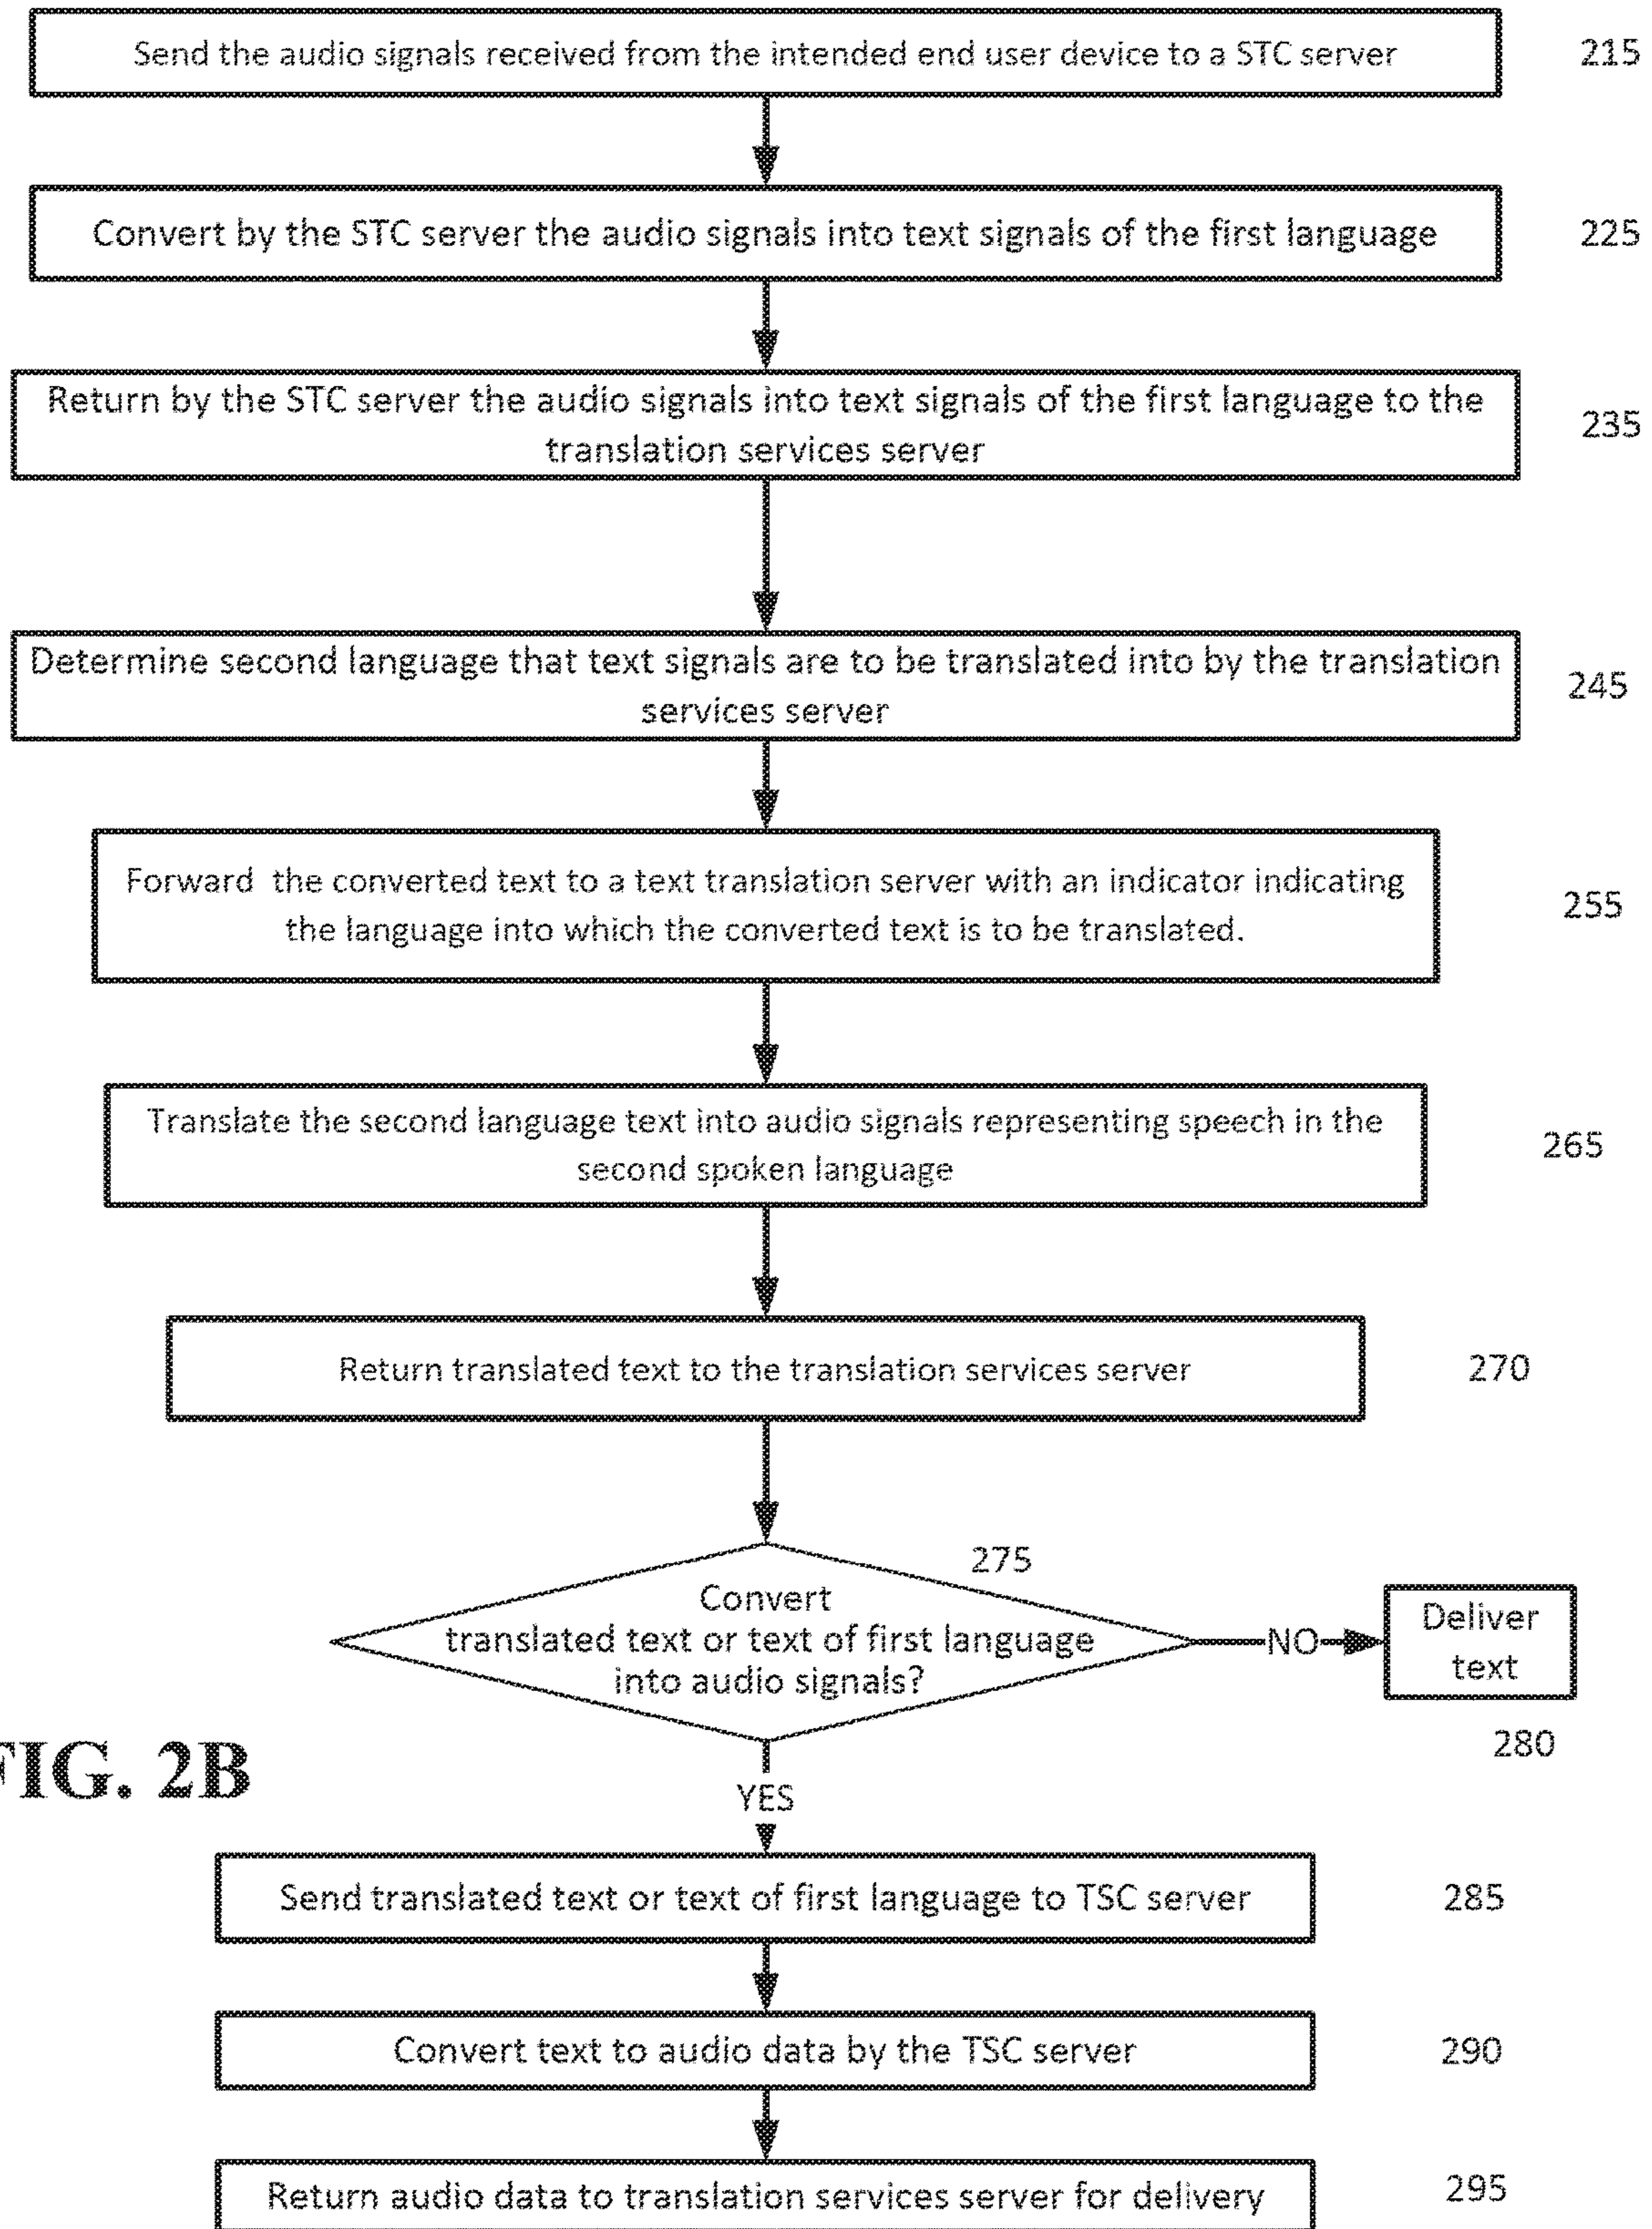 Send the audio signals received from the intended end user device to a STC server
215
Convert by the STC server the audio signals into text signals of the first language
225
Return by the STC server the audio signals into text signals of the first language to the
translation services server
235
Determine second language that text signals are to be translated into by the translation
services server
245
Forward the converted text to a text translation server with an indicator indicating
the language into which the converted text is to be translated.
255
Translate the second language text into audio signals representing speech in the
second spoken language
265
Return translated text to the translation services server
270
275
Convert
translated text or text of first language
into audio signals?
NO
Deliver
text
280
FIG. 2B
YES
Send translated text or text of first language to TSC server
285
Convert text to audio data by the TSC server
290
Return audio data to translation services server for delivery
295